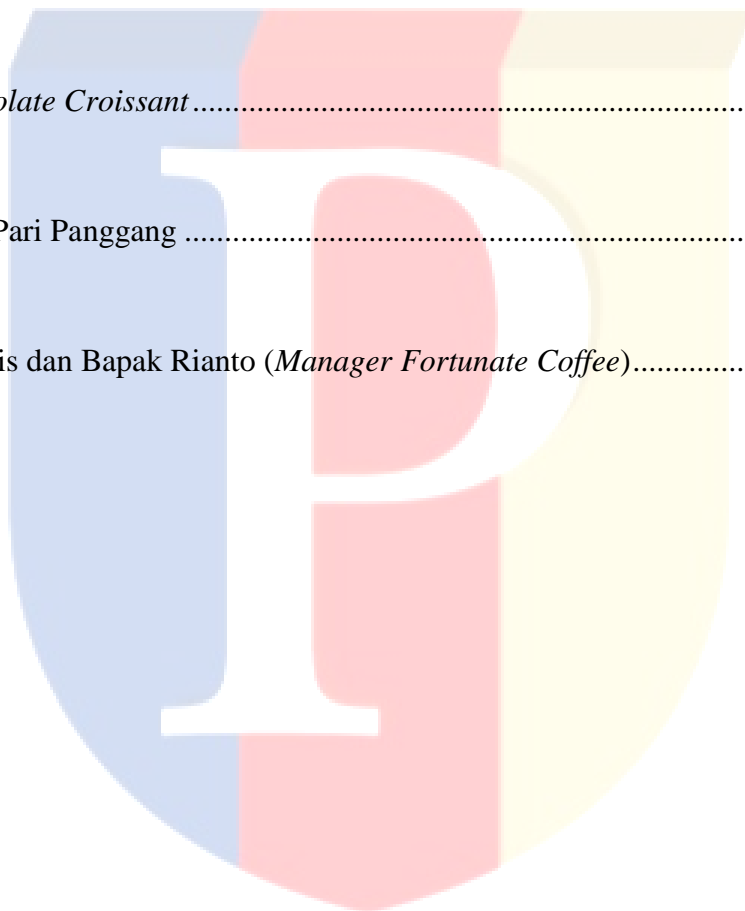 olate Croissant.....................................................................
Pari Panggang ......................................................................
is dan Bapak Rianto (Manager Fortunate Coffee)..............
P